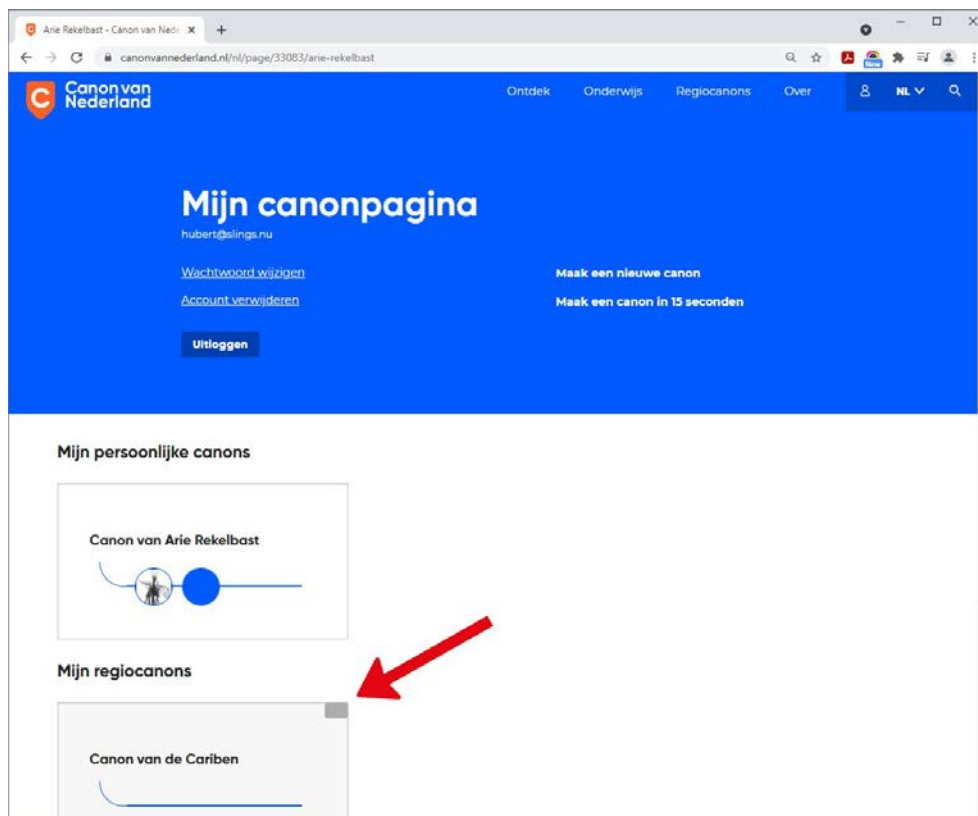 Arie Rekelbast - Canon van Nede
canonvannederland.nl/nl/page/33083/arie-rekelbast
New
Canon van
Nederland
Ontdek Onderwijs Regiocanons Over NL
Mijn canonpagina
hubert@slings.nu
Wachtwoord wijzigen
Maak een nieuwe canon
Account verwijderen
Maak een canon in 15 seconden
Uitloggen
Mijn persoonlijke canons
Canon van Arie Rekelbast
Mijn regiocanons
Canon van de Cariben